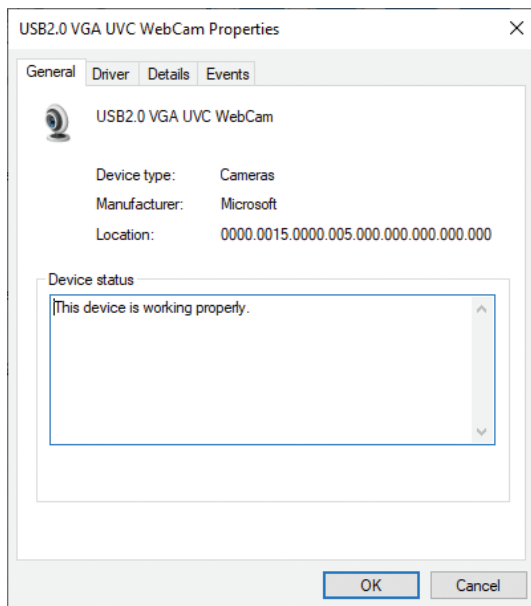 USB2.0 VGA UVC WebCam Properties
General Driver Details Events
USB2.0 VGA UVC WebCam
Device type: Cameras
Manufacturer: Microsoft
Location: 0000.0015.0000.005.000.000.000.000.000
Device status
This device is working properly.
OK Cancel